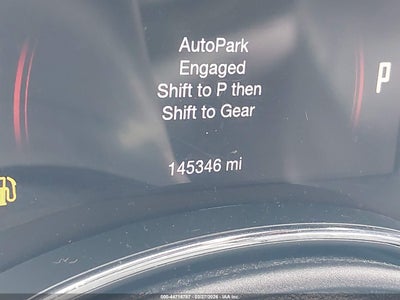 AutoPark
Engaged
Shift to P then
Shift to Gear
P
145346 mi